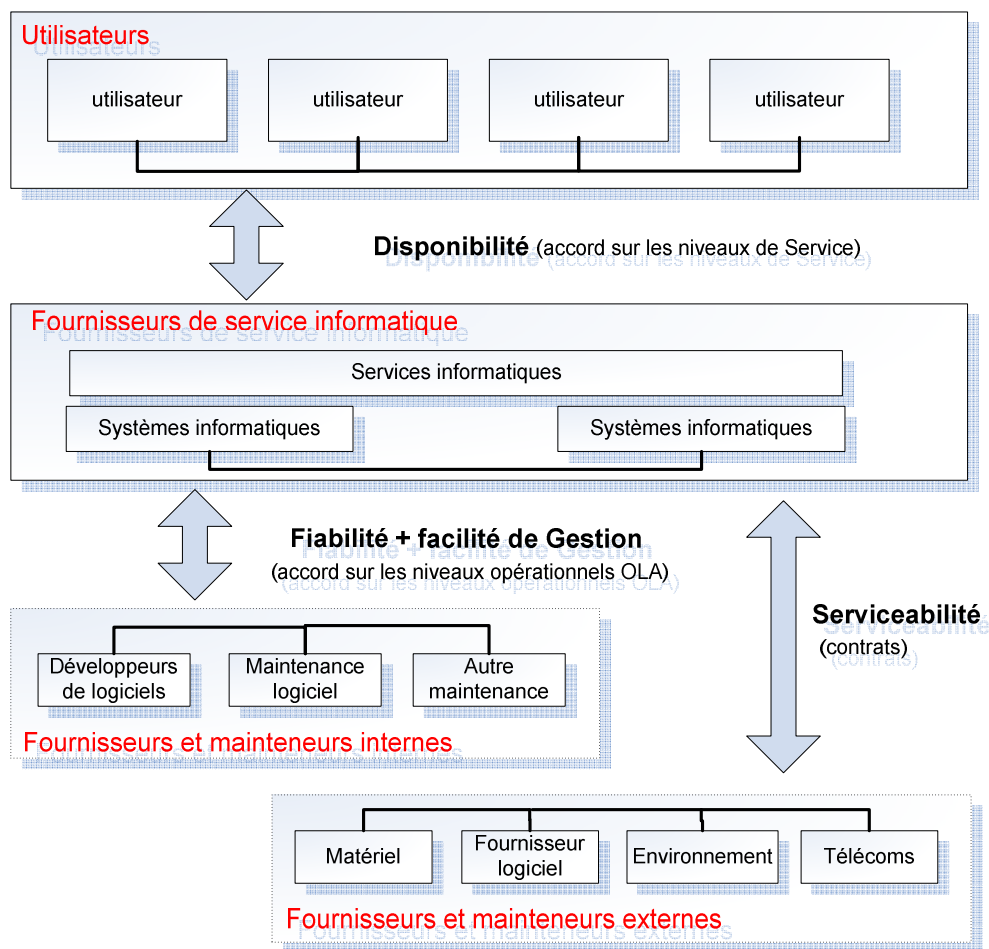 Utilisateurs
utilisateur
utilisateur
utilisateur
utilisateur
Disponibilité (accord sur les niveaux de Service)
Fournisseurs de service informatique
Services informatiques
Systèmes informatiques
Systèmes informatiques
Fiabilité + facilité de Gestion
(accord sur les niveaux opérationnels OLA)
Serviceabilité
(contrats)
Développeurs
de logiciels
Maintenance
logiciel
Autre
maintenance
Fournisseurs et mainteneurs internes
Matériel
Fournisseur
logiciel
Environnement
Télécoms
Fournisseurs et mainteneurs externes